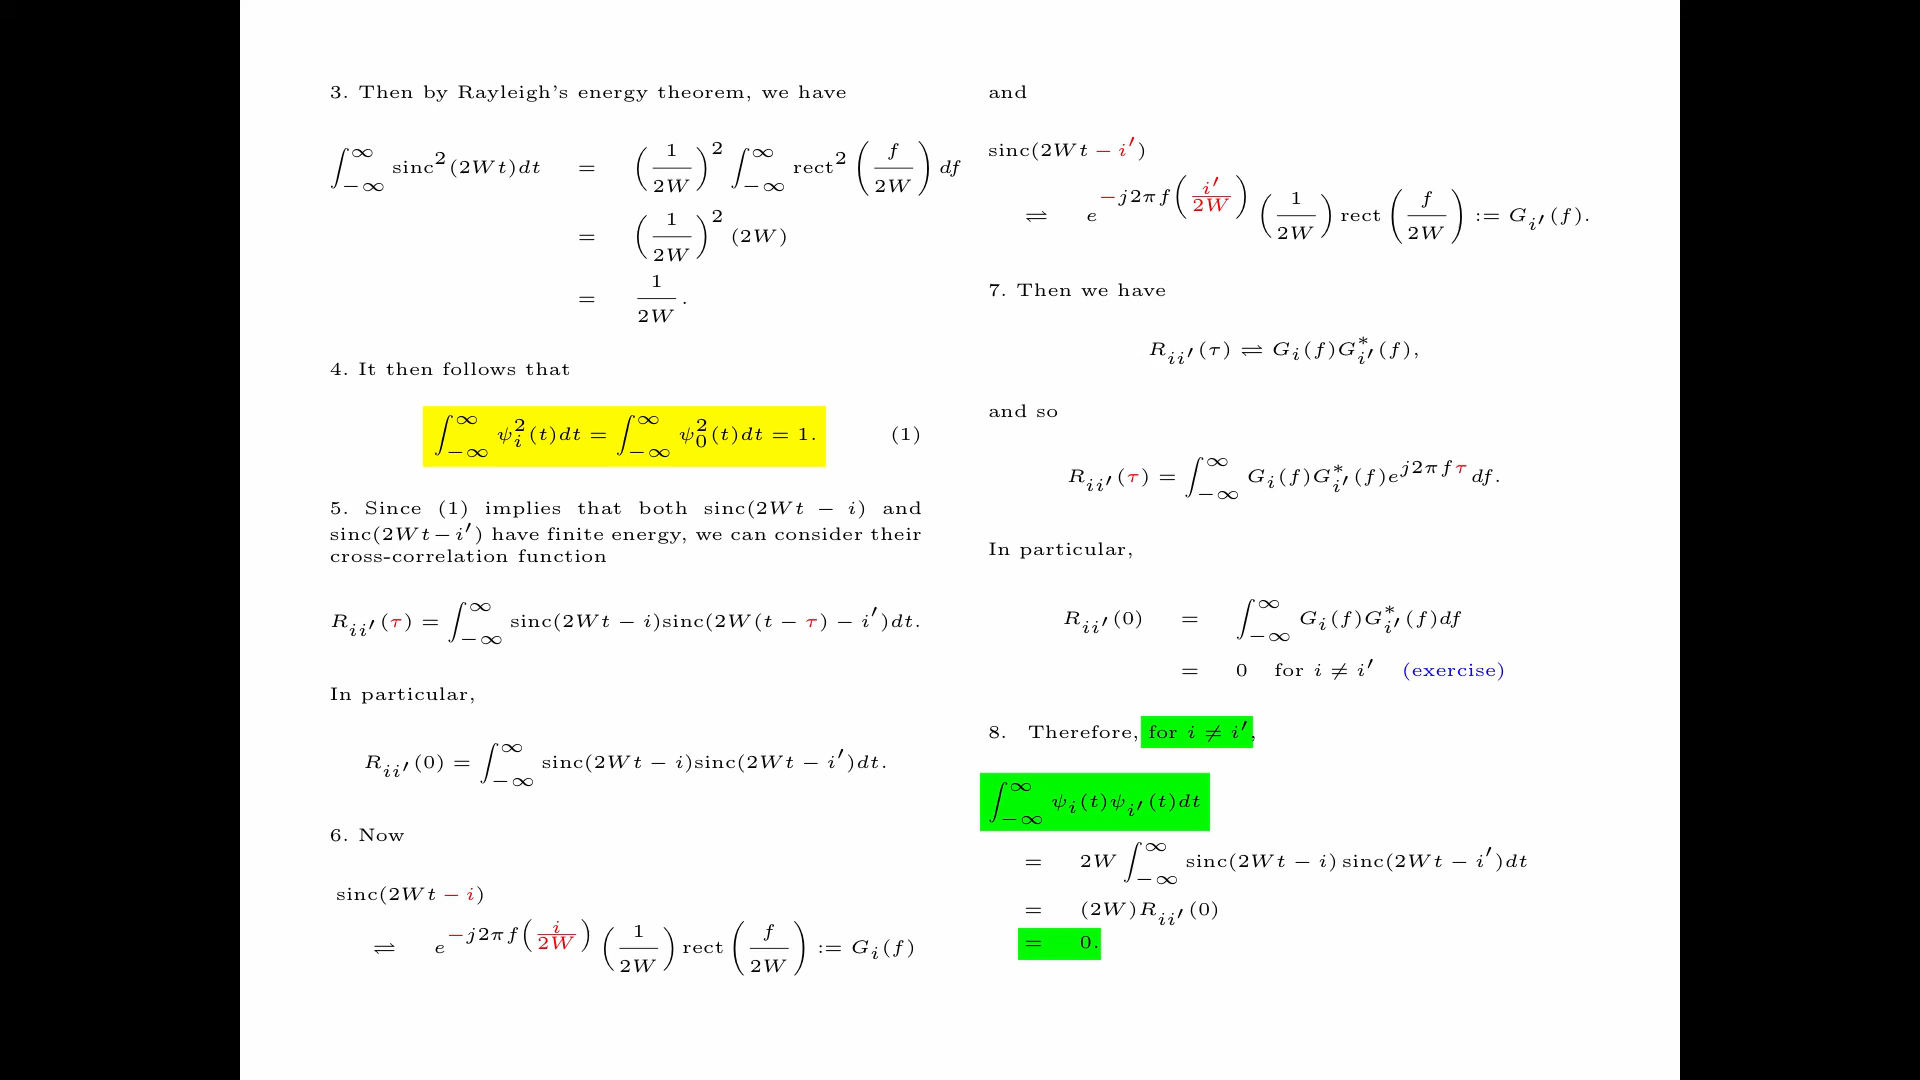 3. Then by Rayleigh's energy theorem, we have
∫_{−∞}^{∞} sinc²(2Wt)dt = (1/2W)² ∫_{−∞}^{∞} rect² (f/2W) df
= (1/2W)² (2W)
= 1/2W.
4. It then follows that
∫_{−∞}^{∞} ψ_i²(t)dt = ∫_{−∞}^{∞} ψ_0²(t)dt = 1. (1)
5. Since (1) implies that both sinc(2Wt − i) and
sinc(2Wt−i′) have finite energy, we can consider their
cross-correlation function
R_{ii′}(τ) = ∫_{−∞}^{∞} sinc(2Wt − i)sinc(2W(t − τ) − i′)dt.
In particular,
R_{ii′}(0) = ∫_{−∞}^{∞} sinc(2Wt − i)sinc(2Wt − i′)dt.
6. Now
sinc(2Wt − i)
⇌ e^{−j2πf(i/2W)} (1/2W) rect (f/2W) := G_i(f)
and
sinc(2Wt − i′)
⇌ e^{−j2πf(i′/2W)} (1/2W) rect (f/2W) := G_{i′}(f).
7. Then we have
R_{ii′}(τ) ⇌ G_i(f)G*_{i′}(f),
and so
R_{ii′}(τ) = ∫_{−∞}^{∞} G_i(f)G*_{i′}(f)e^{j2πfτ}df.
In particular,
R_{ii′}(0) = ∫_{−∞}^{∞} G_i(f)G*_{i′}(f)df
= 0 for i ≠ i′ (exercise)
8. Therefore, for i ≠ i′,
∫_{−∞}^{∞} ψ_i(t)ψ_{i′}(t)dt
= 2W ∫_{−∞}^{∞} sinc(2Wt − i) sinc(2Wt − i′)dt
= (2W)R_{ii′}(0)
= 0.